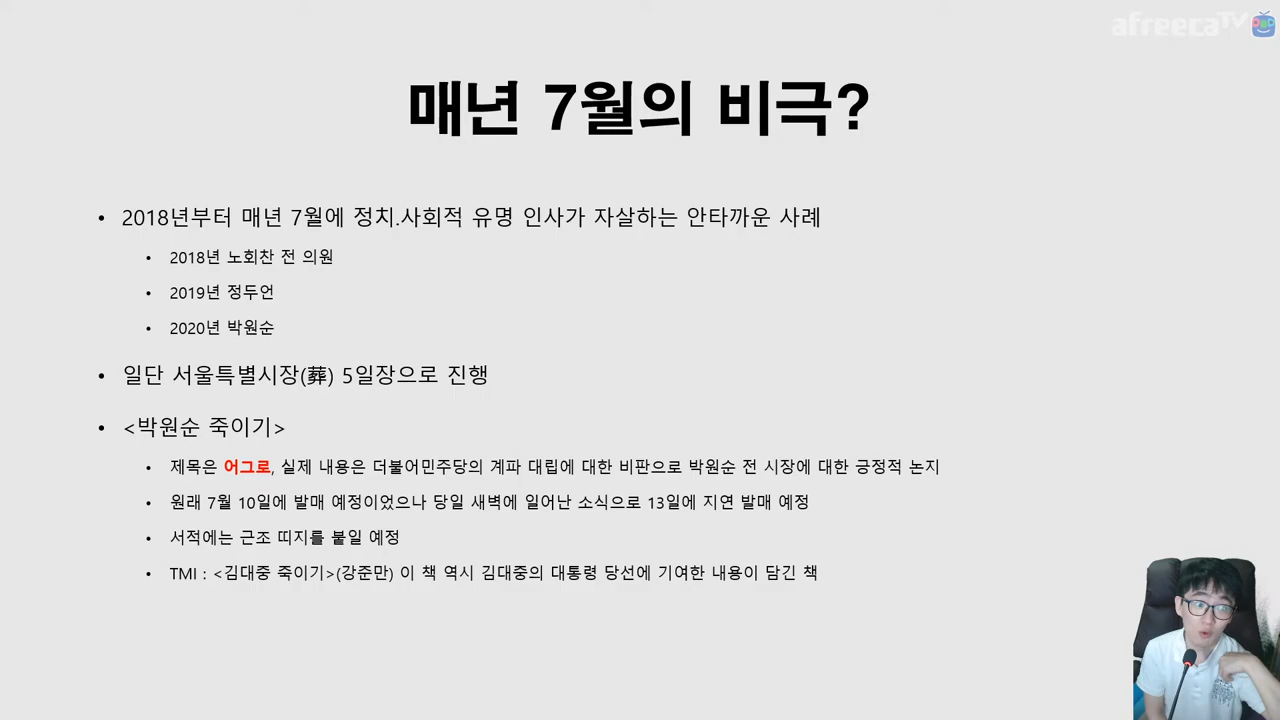 afreecaTV
매년 7월의 비극?
• 2018년부터 매년 7월에 정치.사회적 유명 인사가 자살하는 안타까운 사례
• 2018년 노회찬 전 의원
• 2019년 정두언
• 2020년 박원순
• 일단 서울특별시장(葬) 5일장으로 진행
• <박원순 죽이기>
• 제목은 어그로, 실제 내용은 더불어민주당의 계파 대립에 대한 비판으로 박원순 전 시장에 대한 긍정적 논지
• 원래 7월 10일에 발매 예정이었으나 당일 새벽에 일어난 소식으로 13일에 지연 발매 예정
• 서적에는 근조 띠지를 붙일 예정
• TMI : <김대중 죽이기>(강준만) 이 책 역시 김대중의 대통령 당선에 기여한 내용이 담긴 책